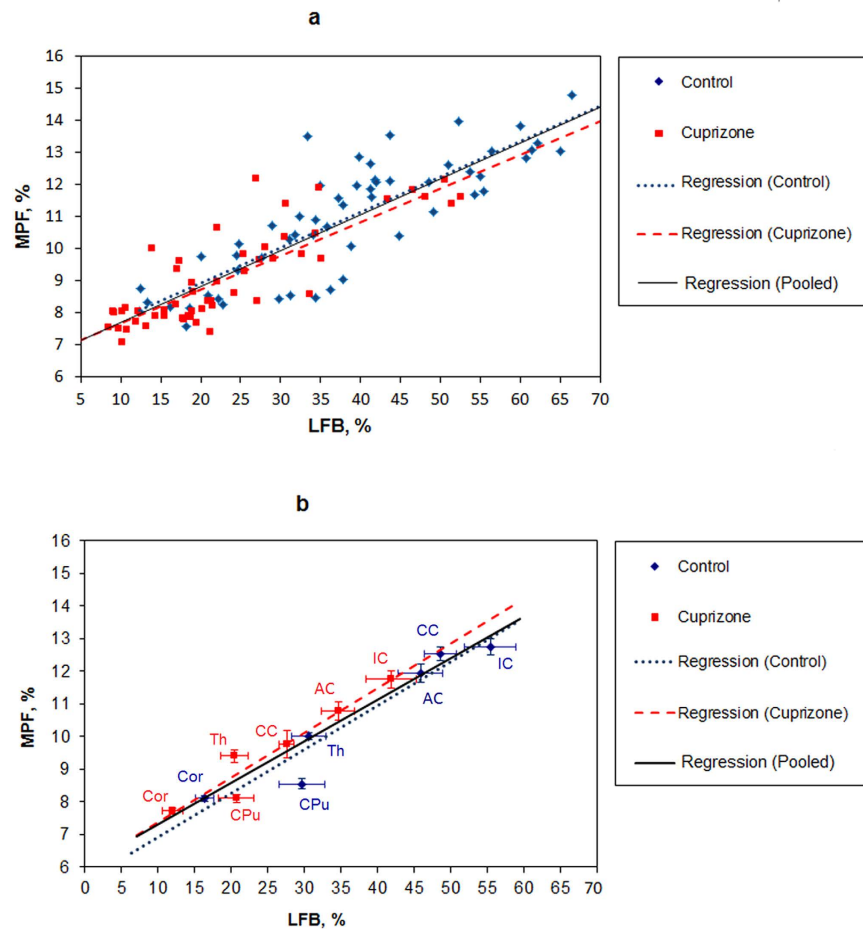 a
16
15
14
13
12
11
10
9
8
7
6
MPF, %
5 10 15 20 25 30 35 40 45 50 55 60 65 70
LFB, %
Control
Cuprizone
Regression (Control)
Regression (Cuprizone)
Regression (Pooled)
b
16
15
14
13
12
11
10
9
8
7
6
MPF, %
CC
IC
IC
AC
AC
Th
CC
Th
Cor
Cor
CPu
CPu
0 5 10 15 20 25 30 35 40 45 50 55 60 65 70
LFB, %
Control
Cuprizone
Regression (Control)
Regression (Cuprizone)
Regression (Pooled)